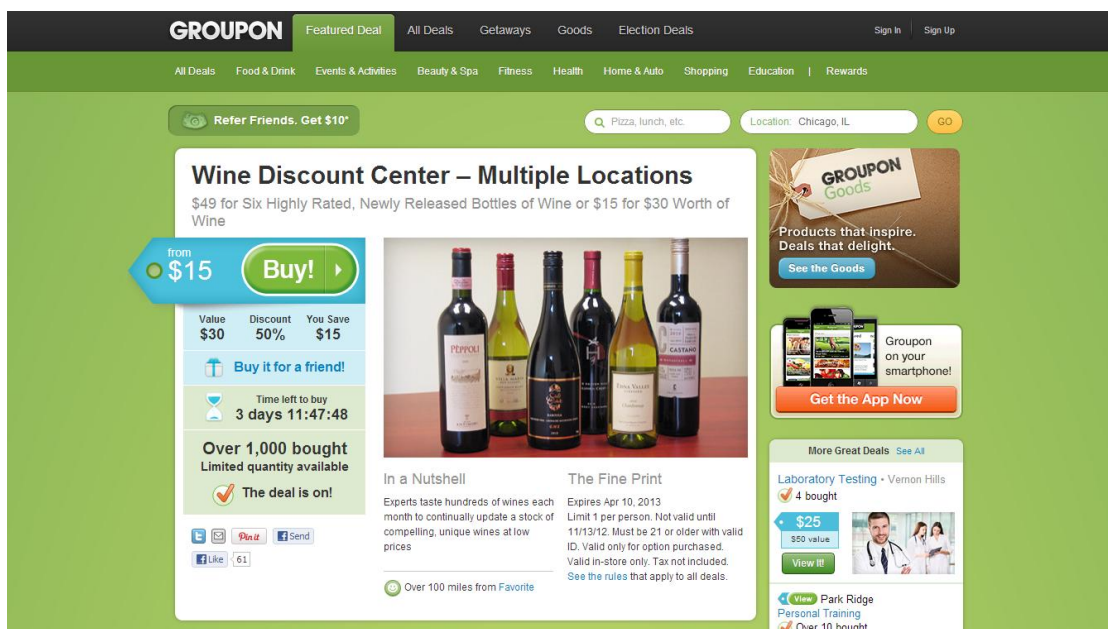 GROUPON
Featured Deal
All Deals
Getaways
Goods
Election Deals
Sign In
Sign Up
All Deals
Food & Drink
Events & Activities
Beauty & Spa
Fitness
Health
Home & Auto
Shopping
Education
|
Rewards
Refer Friends. Get $10*
Pizza, lunch, etc.
Location: Chicago, IL
GO
Wine Discount Center – Multiple Locations
$49 for Six Highly Rated, Newly Released Bottles of Wine or $15 for $30 Worth of
Wine
from
$15
Buy!
Value
Discount
You Save
$30
50%
$15
Buy it for a friend!
Time left to buy
3 days 11:47:48
Over 1,000 bought
Limited quantity available
The deal is on!
Pin it
Send
Like
61
PÈPPOLI
CASTANO
EDNA VALLEY
Chardonnay
In a Nutshell
Experts taste hundreds of wines each
month to continually update a stock of
compelling, unique wines at low
prices
Over 100 miles from Favorite
The Fine Print
Expires Apr 10, 2013
Limit 1 per person. Not valid until
11/13/12. Must be 21 or older with valid
ID. Valid only for option purchased.
Valid in-store only. Tax not included.
See the rules that apply to all deals.
GROUPON
Goods
Products that inspire.
Deals that delight.
See the Goods
Groupon
on your
smartphone!
Get the App Now
More Great Deals See All
Laboratory Testing • Vernon Hills
4 bought
$25
$50 value
View It!
View Park Ridge
Personal Training
Over 10 bought